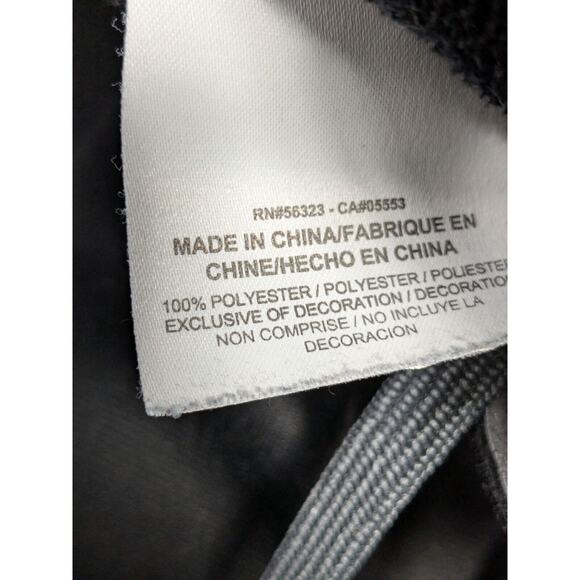 RN#56323 - CA#05553
MADE IN CHINA/FABRIQUE EN
CHINE/HECHO EN CHINA
100% POLYESTER / POLYESTER / POLIESTER
EXCLUSIVE OF DECORATION / DECORATION
NON COMPRISE / NO INCLUYE LA
DECORACION